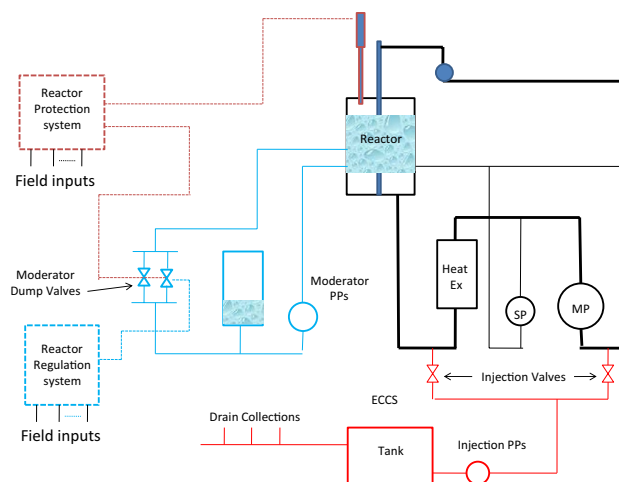 Reactor
Protection
system
Field inputs
Reactor
Moderator
Dump Valves
Moderator
PPs
Heat
Ex
SP
MP
Reactor
Regulation
system
Field inputs
Injection Valves
ECCS
Drain Collections
Tank
Injection PPs